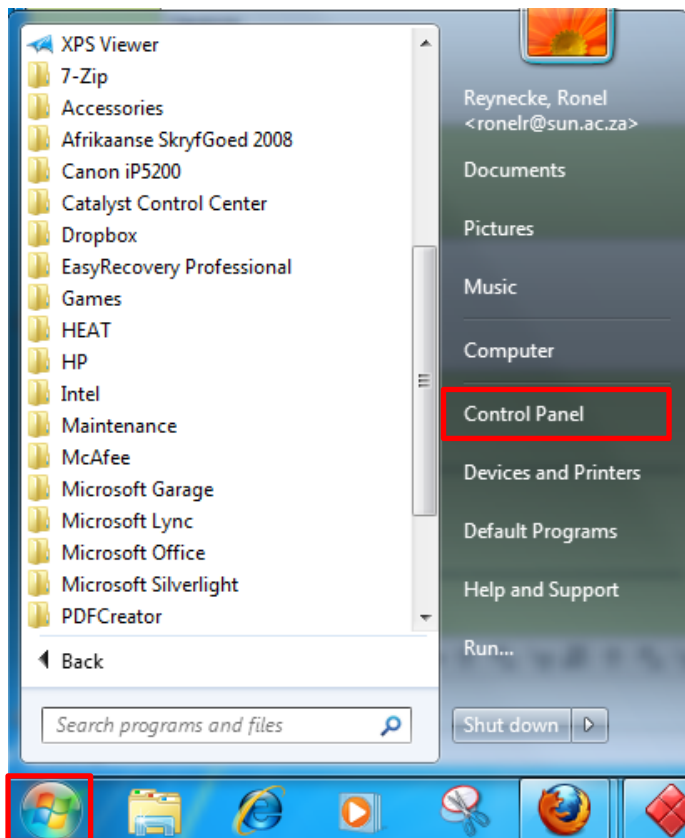 XPS Viewer
7-Zip
Accessories
Afrikaanse SkryfGoed 2008
Canon iP5200
Catalyst Control Center
Dropbox
EasyRecovery Professional
Games
HEAT
HP
Intel
Maintenance
McAfee
Microsoft Garage
Microsoft Lync
Microsoft Office
Microsoft Silverlight
PDFCreator
Back
Search programs and files
Reynecke, Ronel
<ronelr@sun.ac.za>
Documents
Pictures
Music
Computer
Control Panel
Devices and Printers
Default Programs
Help and Support
Run...
Shut down